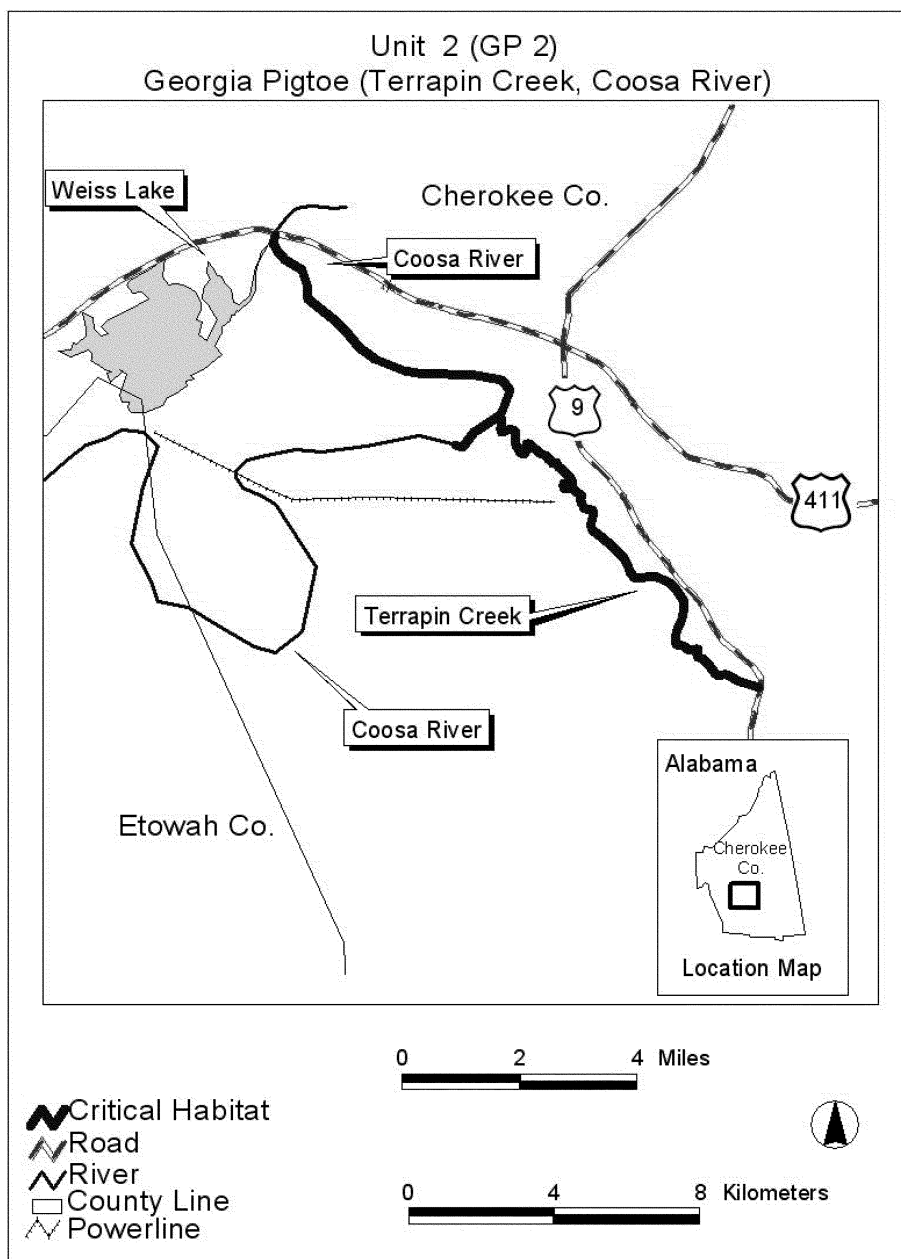 Unit 2 (GP 2)
Georgia Pigtoe (Terrapin Creek, Coosa River)
Weiss Lake
Cherokee Co.
Coosa River
9
411
Terrapin Creek
Coosa River
Etowah Co.
Alabama
Cherokee
Co.
Location Map
0 2 4 Miles
Critical Habitat
Road
River
County Line
Powerline
0 4 8 Kilometers